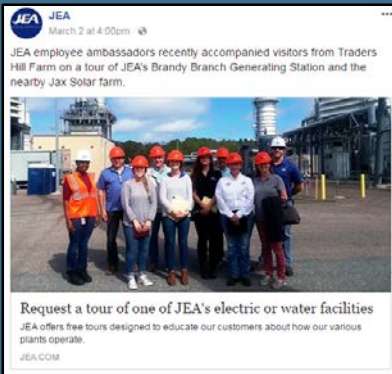 JEA
JEA
March 2 at 4:00pm
JEA employee ambassadors recently accompanied visitors from Traders
Hill Farm on a tour of JEA's Brandy Branch Generating Station and the
nearby Jax Solar farm.
Request a tour of one of JEA's electric or water facilities
JEA offers free tours designed to educate our customers about how our various
plants operate.
JEA.COM